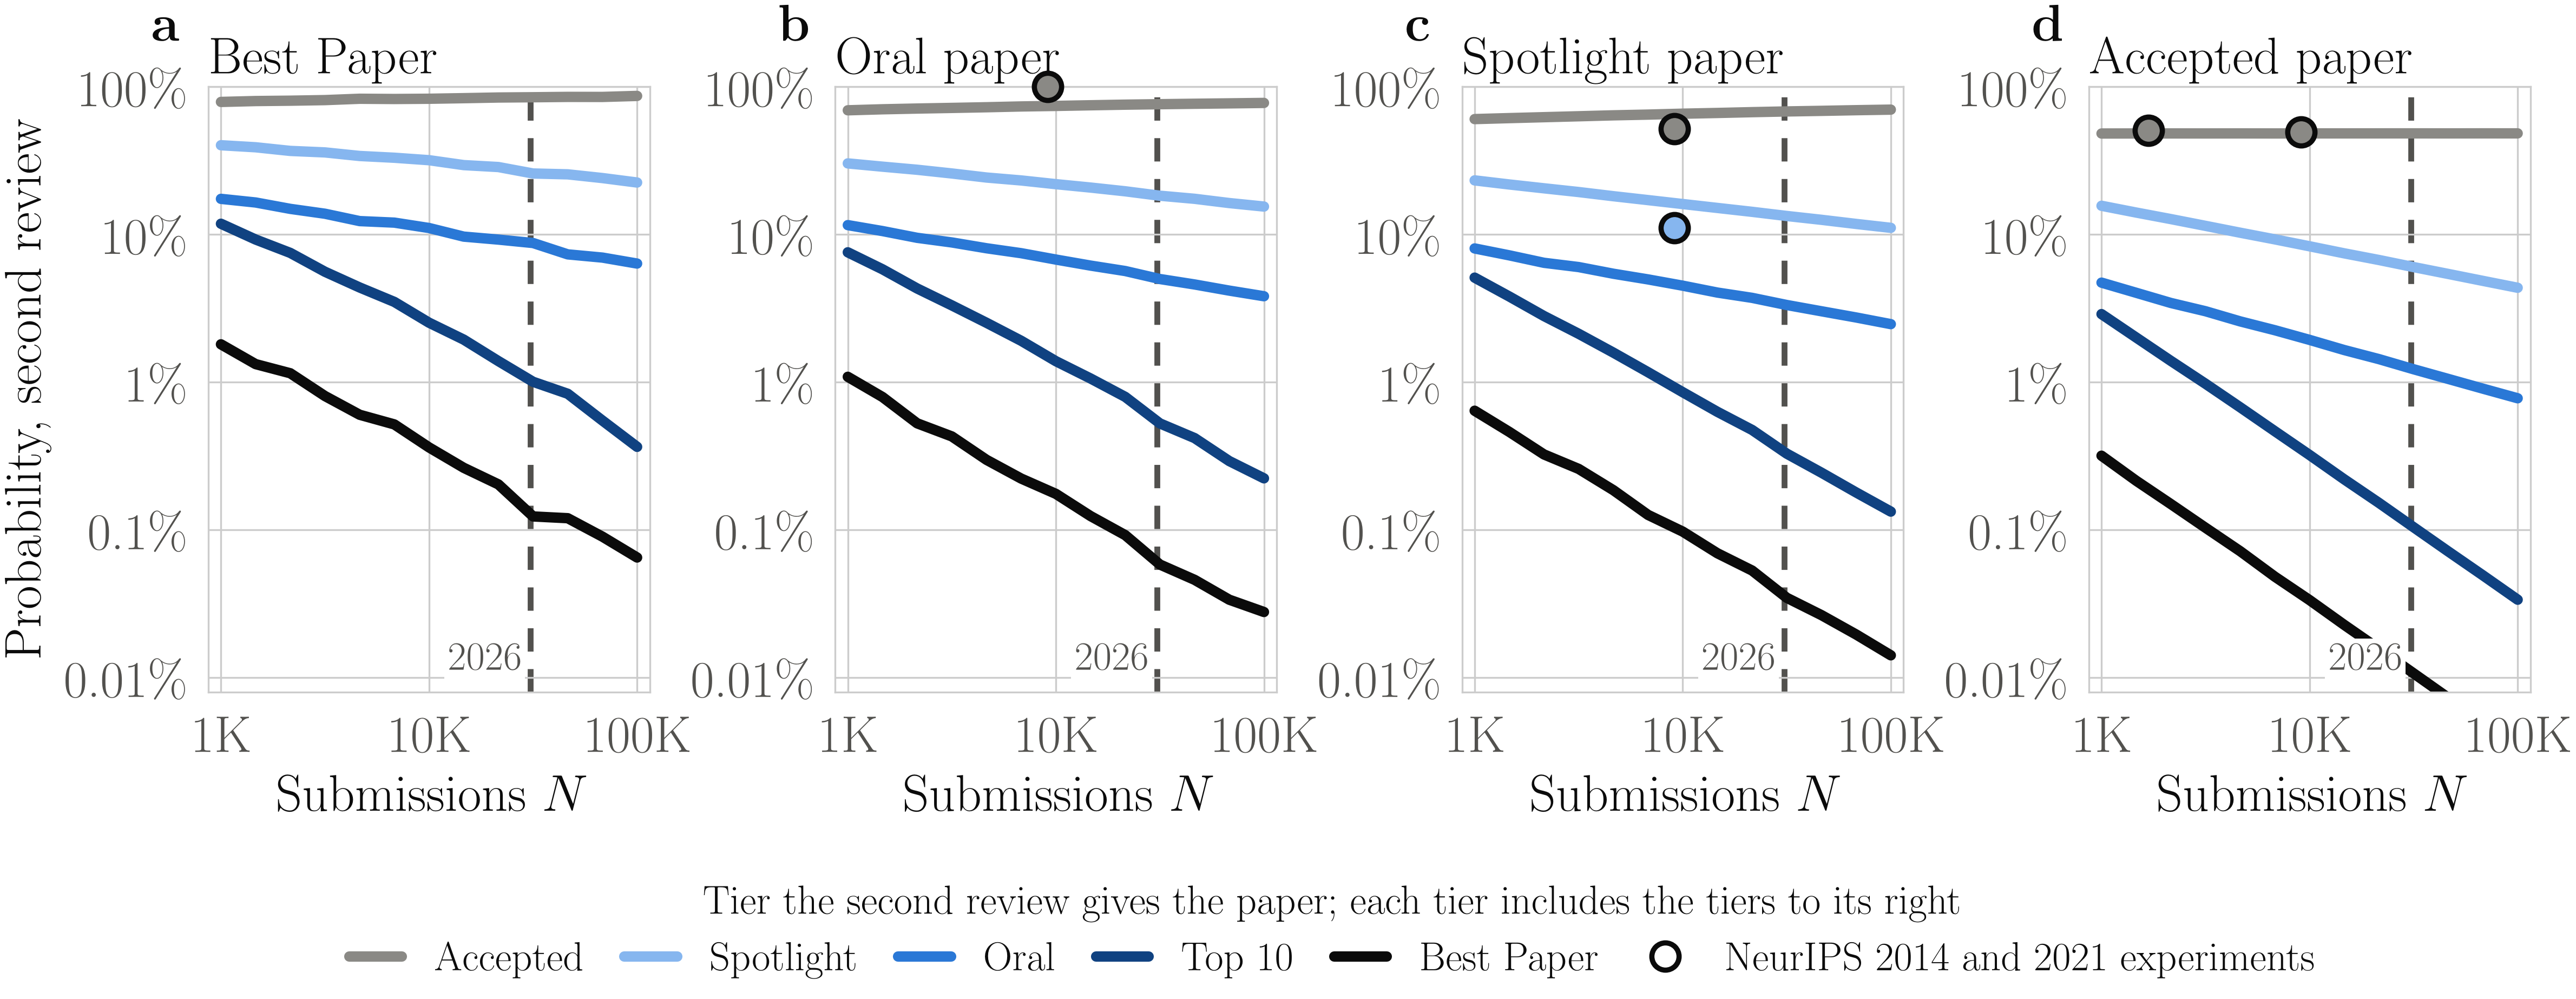 a
Best Paper
b
Oral paper
c
Spotlight paper
d
Accepted paper
Probability, second review
100%
10%
1%
0.1%
0.01%
2026
1K
10K
100K
Submissions N
100%
10%
1%
0.1%
0.01%
2026
1K
10K
100K
Submissions N
100%
10%
1%
0.1%
0.01%
2026
1K
10K
100K
Submissions N
100%
10%
1%
0.1%
0.01%
2026
1K
10K
100K
Submissions N
Tier the second review gives the paper; each tier includes the tiers to its right
Accepted
Spotlight
Oral
Top 10
Best Paper
NeurIPS 2014 and 2021 experiments